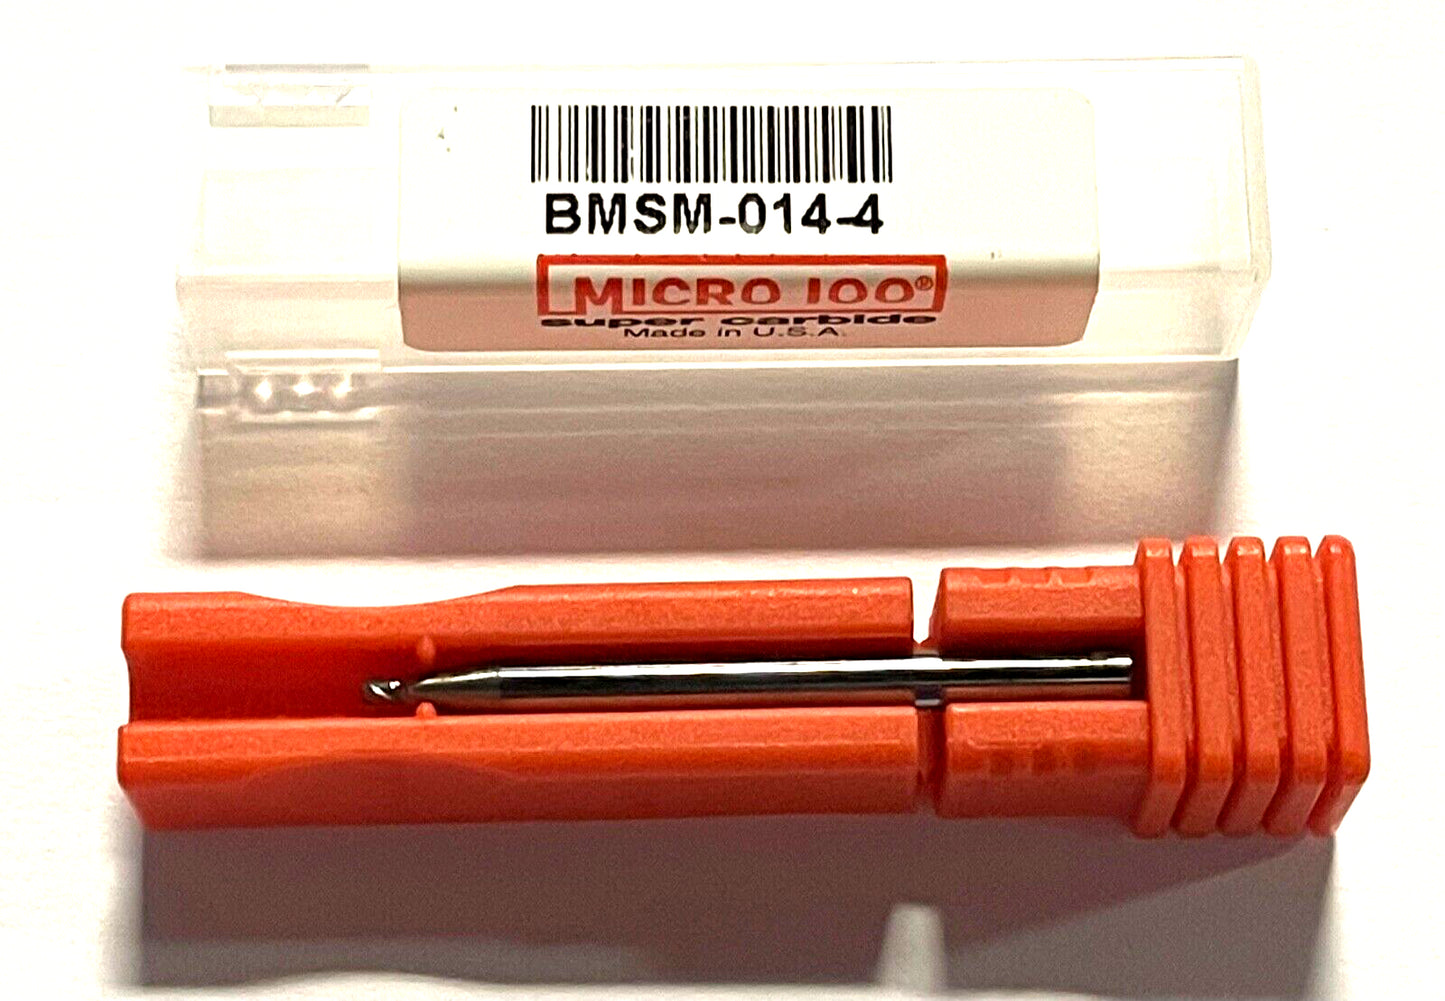 BMSM-014-4
MICRO 100®
super carbide
Made in U.S.A.